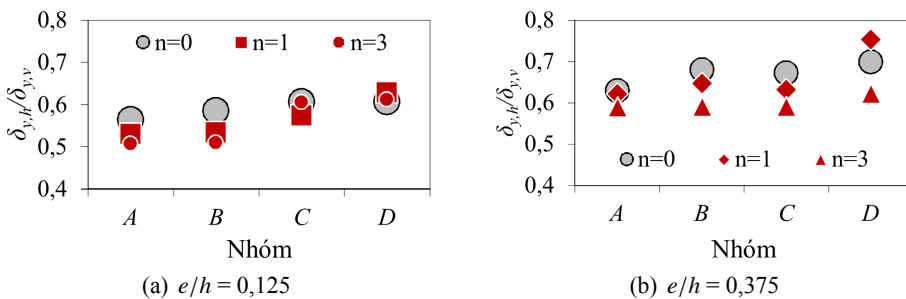 0,8
0,7
0,6
0,5
0,4
δy,h/δy,v
n=0 n=1 n=3
A B C D
Nhóm
(a) e/h = 0,125
0,8
0,7
0,6
0,5
0,4
δy,h/δy,v
n=0 n=1 n=3
A B C D
Nhóm
(b) e/h = 0,375